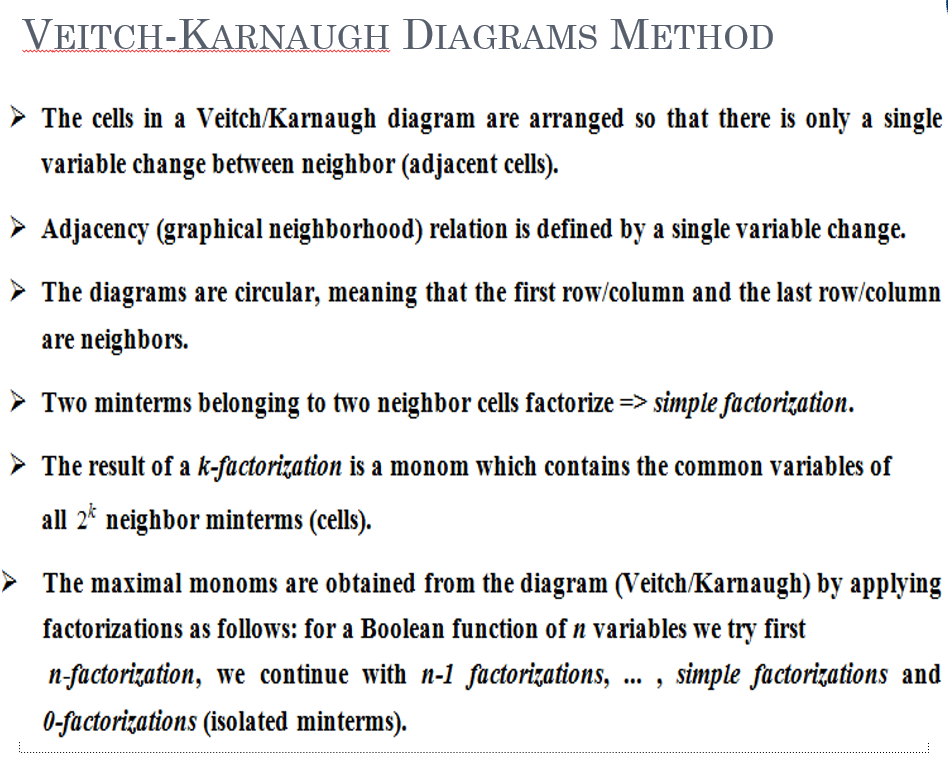 VEITCH-KARNAUGH DIAGRAMS METHOD
➢ The cells in a Veitch/Karnaugh diagram are arranged so that there is only a single
variable change between neighbor (adjacent cells).
➢ Adjacency (graphical neighborhood) relation is defined by a single variable change.
➢ The diagrams are circular, meaning that the first row/column and the last row/column
are neighbors.
➢ Two minterms belonging to two neighbor cells factorize => simple factorization.
➢ The result of a k-factorization is a monom which contains the common variables of
all 2^k neighbor minterms (cells).
➢ The maximal monoms are obtained from the diagram (Veitch/Karnaugh) by applying
factorizations as follows: for a Boolean function of n variables we try first
n-factorization, we continue with n-1 factorizations, ... , simple factorizations and
0-factorizations (isolated minterms).